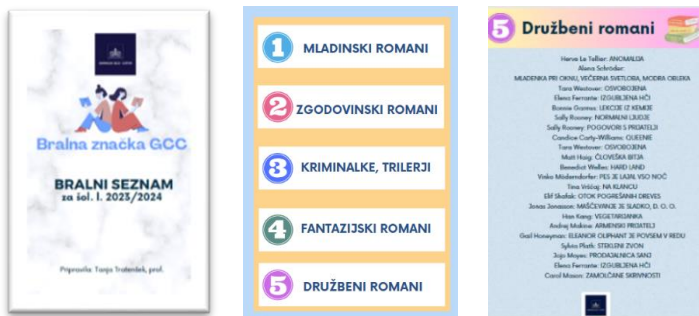 Bralna značka GCC
BRALNI SEZNAM
za šol. l. 2023/2024
Pripravila: Tanja Tratenšek, prof.
1 MLADINSKI ROMANI
2 ZGODOVINSKI ROMANI
3 KRIMINALKE, TRILERJI
4 FANTAZIJSKI ROMANI
5 DRUŽBENI ROMANI
5 Družbeni romani
Herve Le Tellier: ANOMALIJA
Alena Schröder:
MLADENKA PRI OKNU, VEČERNA SVETLOBA, MODRA OBLEKA
Tara Westover: OSVOBOJENA
Elena Ferrante: IZGUBLJENA HČI
Bonnie Garmus: LEKCIJE IZ KEMIJE
Sally Rooney: NORMALNI LJUDJE
Sally Rooney: POGOVORI S PRIJATELJI
Candice Carty-Williams: QUEENIE
Tara Westover: OSVOBOJENA
Matt Haig: ČLOVEŠKA BITJA
Benedict Welles: HARD LAND
Vinko Möderndorfer: PES JE LAJAL VSO NOČ
Tina Vrščaj: NA KLANCU
Elif Shafak: OTOK POGREŠANIH DREVES
Jonas Jonasson: MAŠČEVANJE JE SLADKO, D. O. O.
Han Kang: VEGETARIJANKA
Andrej Makine: ARMENSKI PRIJATELJ
Gail Honeyman: ELEANOR OLIPHANT JE POVSEM V REDU
Sylvia Plath: STEKLENI ZVON
Jojo Moyes: PRODAJALNICA SANJ
Elena Ferrante: IZGUBLJENA HČI
Carol Mason: ZAMOLČANE SKRIVNOSTI